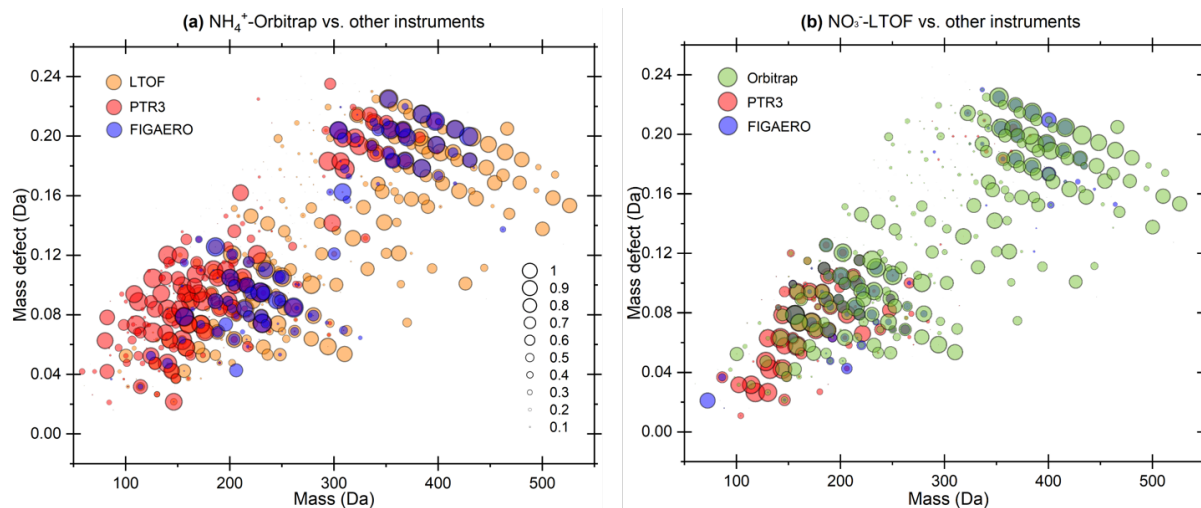 (a) NH₄⁺-Orbitrap vs. other instruments
0.24
0.20
0.16
0.12
0.08
0.04
0.00
Mass defect (Da)
LTOF
PTR3
FIGAERO
1
0.9
0.8
0.7
0.6
0.5
0.4
0.3
0.2
0.1
100
200
300
400
500
Mass (Da)
(b) NO₃⁻-LTOF vs. other instruments
0.24
0.20
0.16
0.12
0.08
0.04
0.00
Mass defect (Da)
Orbitrap
PTR3
FIGAERO
100
200
300
400
500
Mass (Da)